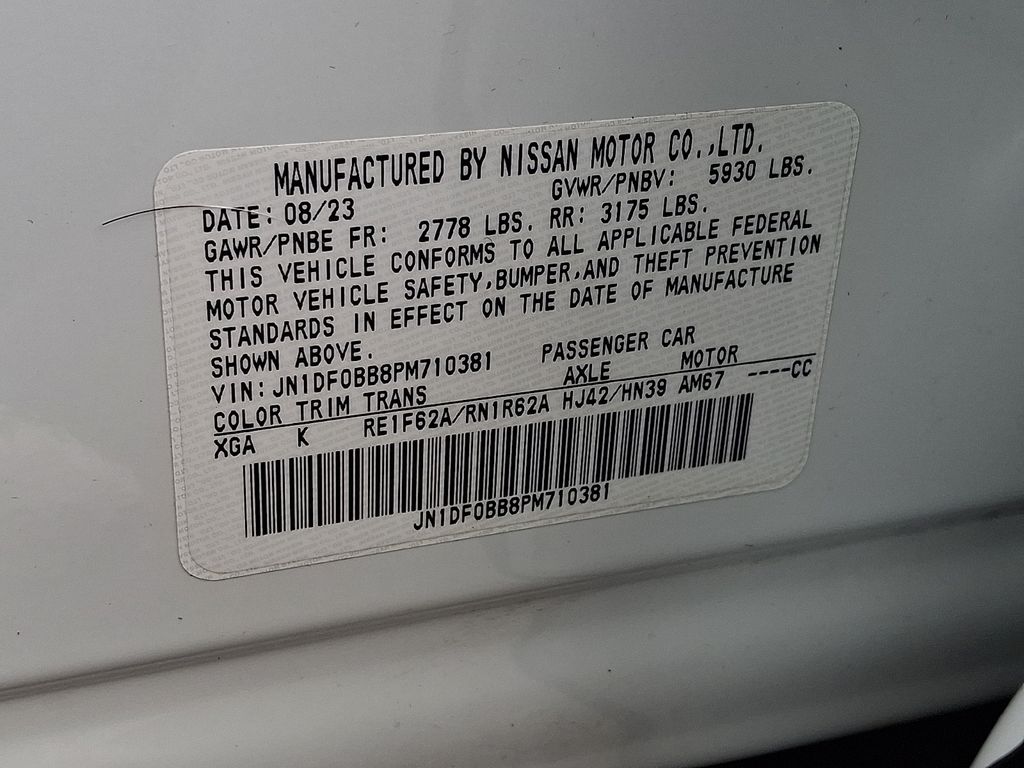 MANUFACTURED BY NISSAN MOTOR CO.,LTD.
DATE: 08/23 GVWR/PNBV: 5930 LBS.
GAWR/PNBE FR: 2778 LBS. RR: 3175 LBS.
THIS VEHICLE CONFORMS TO ALL APPLICABLE FEDERAL
MOTOR VEHICLE SAFETY,BUMPER,AND THEFT PREVENTION
STANDARDS IN EFFECT ON THE DATE OF MANUFACTURE
SHOWN ABOVE.
VIN: JN1DF0BB8PM710381 PASSENGER CAR
COLOR TRIM TRANS AXLE MOTOR
XGA K RE1F62A/RN1R62A HJ42/HN39 AM67 ----CC
JN1DF0BB8PM710381